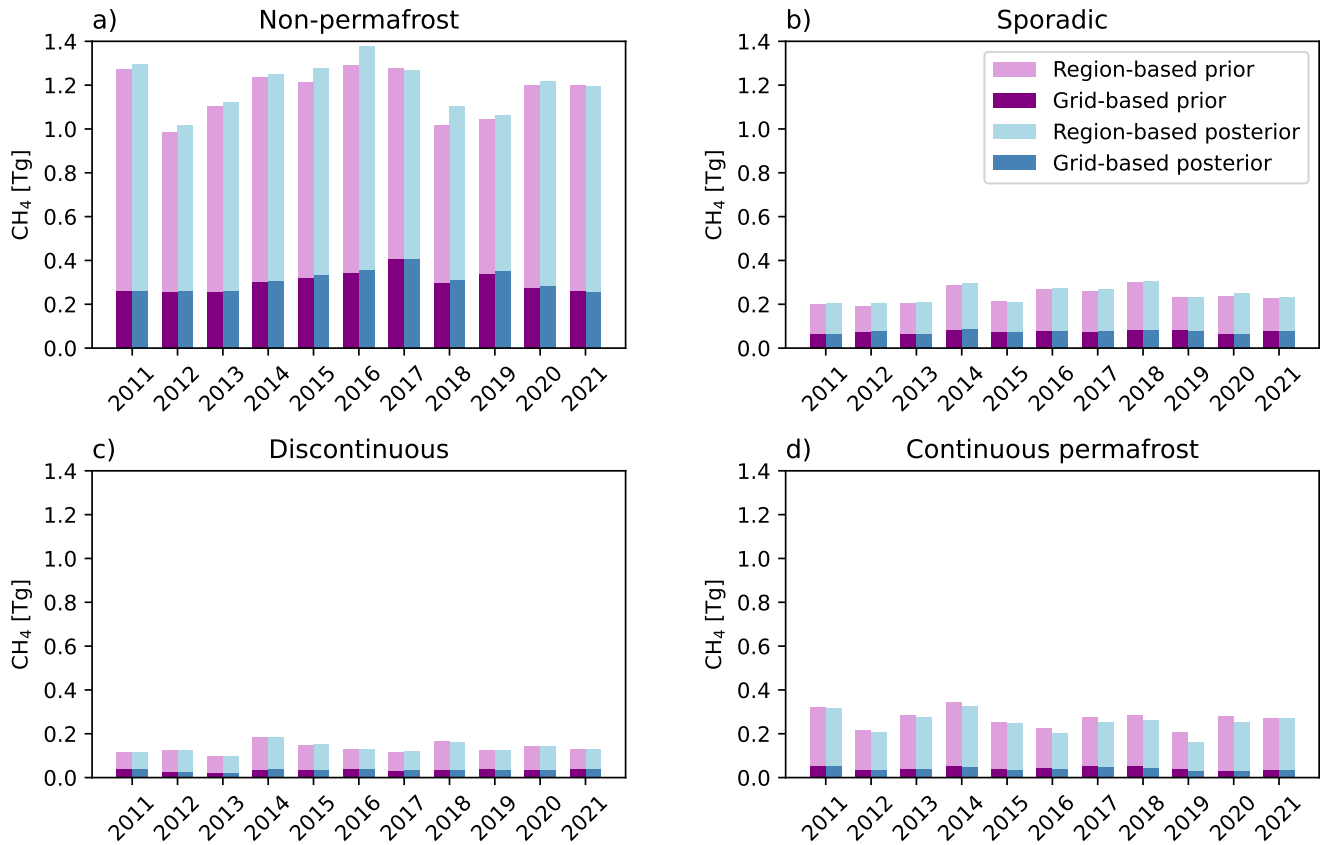 a) Non-permafrost
CH₄ [Tg]
1.4
1.2
1.0
0.8
0.6
0.4
0.2
0.0
2011 2012 2013 2014 2015 2016 2017 2018 2019 2020 2021
b) Sporadic
CH₄ [Tg]
1.4
1.2
1.0
0.8
0.6
0.4
0.2
0.0
Region-based prior
Grid-based prior
Region-based posterior
Grid-based posterior
2011 2012 2013 2014 2015 2016 2017 2018 2019 2020 2021
c) Discontinuous
CH₄ [Tg]
1.4
1.2
1.0
0.8
0.6
0.4
0.2
0.0
2011 2012 2013 2014 2015 2016 2017 2018 2019 2020 2021
d) Continuous permafrost
CH₄ [Tg]
1.4
1.2
1.0
0.8
0.6
0.4
0.2
0.0
2011 2012 2013 2014 2015 2016 2017 2018 2019 2020 2021